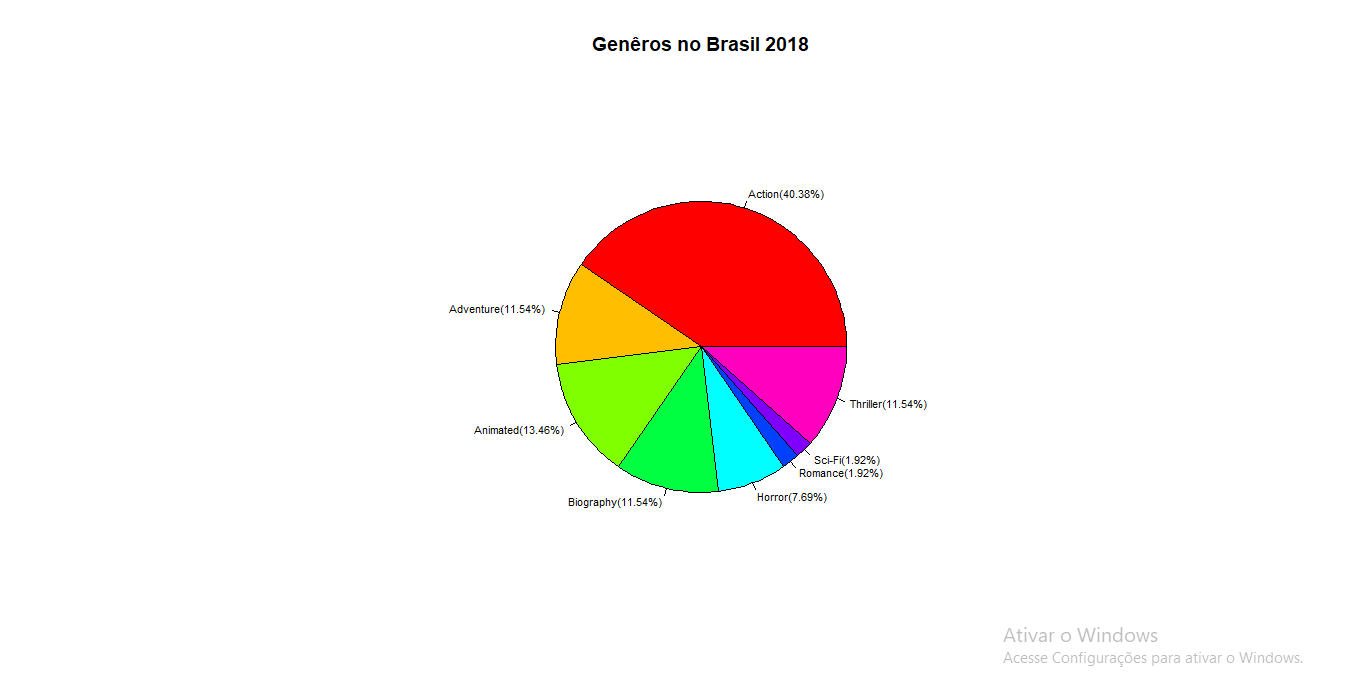 Genêros no Brasil 2018
Action(40.38%)
Adventure(11.54%)
Thriller(11.54%)
Animated(13.46%)
Sci-Fi(1.92%)
Romance(1.92%)
Horror(7.69%)
Biography(11.54%)
Ativar o Windows
Acesse Configurações para ativar o Windows.